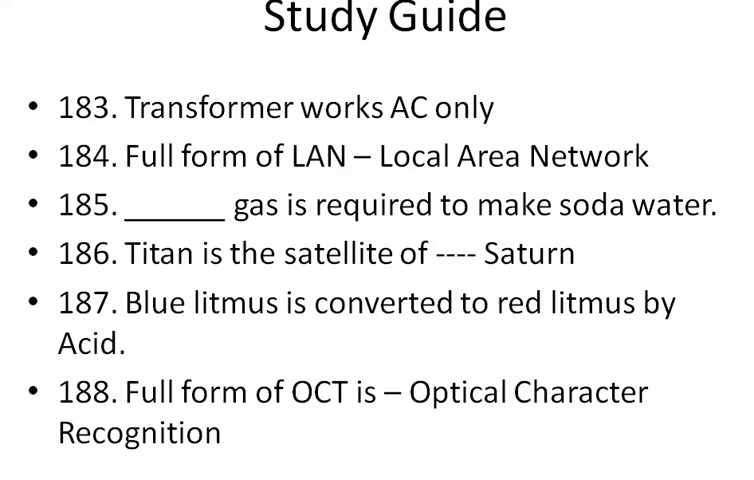 Study Guide
• 183. Transformer works AC only
• 184. Full form of LAN – Local Area Network
• 185. ______ gas is required to make soda water.
• 186. Titan is the satellite of ---- Saturn
• 187. Blue litmus is converted to red litmus by
Acid.
• 188. Full form of OCT is – Optical Character
Recognition